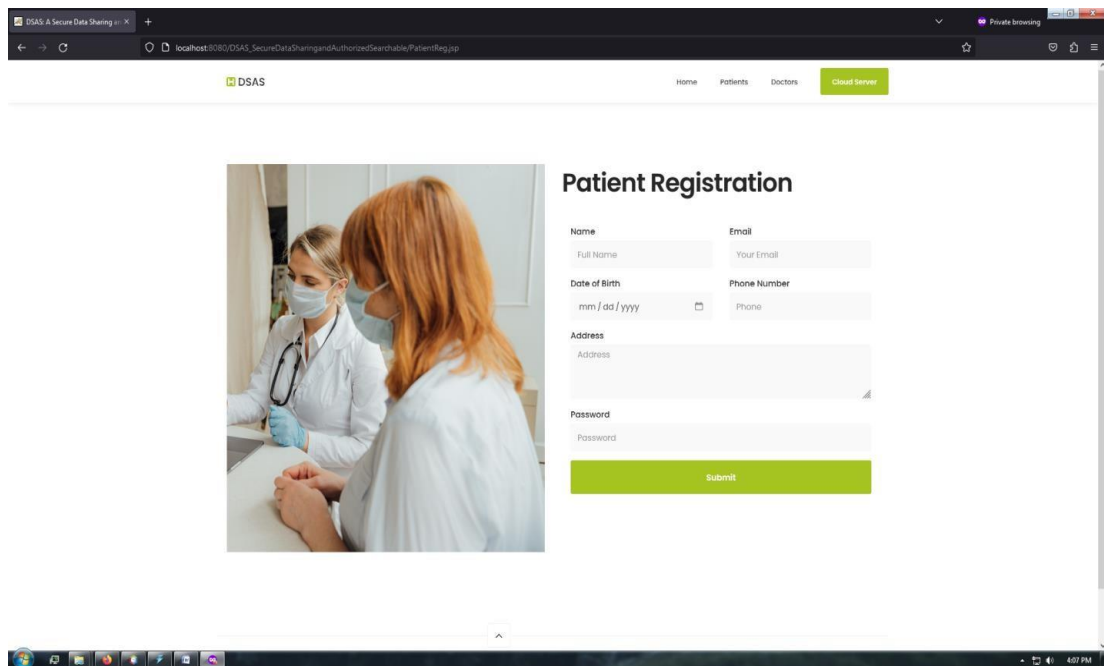 DSAS: A Secure Data Sharing an
Private browsing
localhost:8080/DSAS_SecureDataSharingandAuthorizedSearchable/PatientReg.jsp
DSAS
Home Patients Doctors Cloud Server
Patient Registration
Name Email
Full Name Your Email
Date of Birth Phone Number
mm / dd / yyyy Phone
Address
Address
Password
Password
Submit
4:07 PM